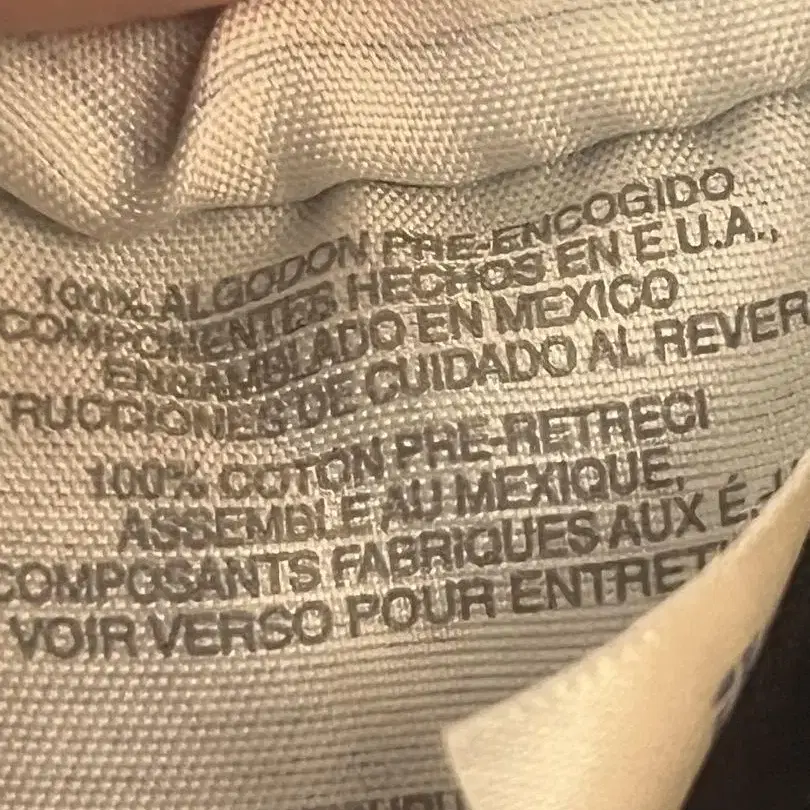 100% ALGODON PRE-ENCOGIDO
COMPONENTES HECHOS EN E.U.A.,
ENSAMBLADO EN MEXICO
TRUCCIONES DE CUIDADO AL REVER
100% COTON PRE-RETRECI
ASSEMBLE AU MEXIQUE,
COMPOSANTS FABRIQUES AUX É.-U
VOIR VERSO POUR ENTRET